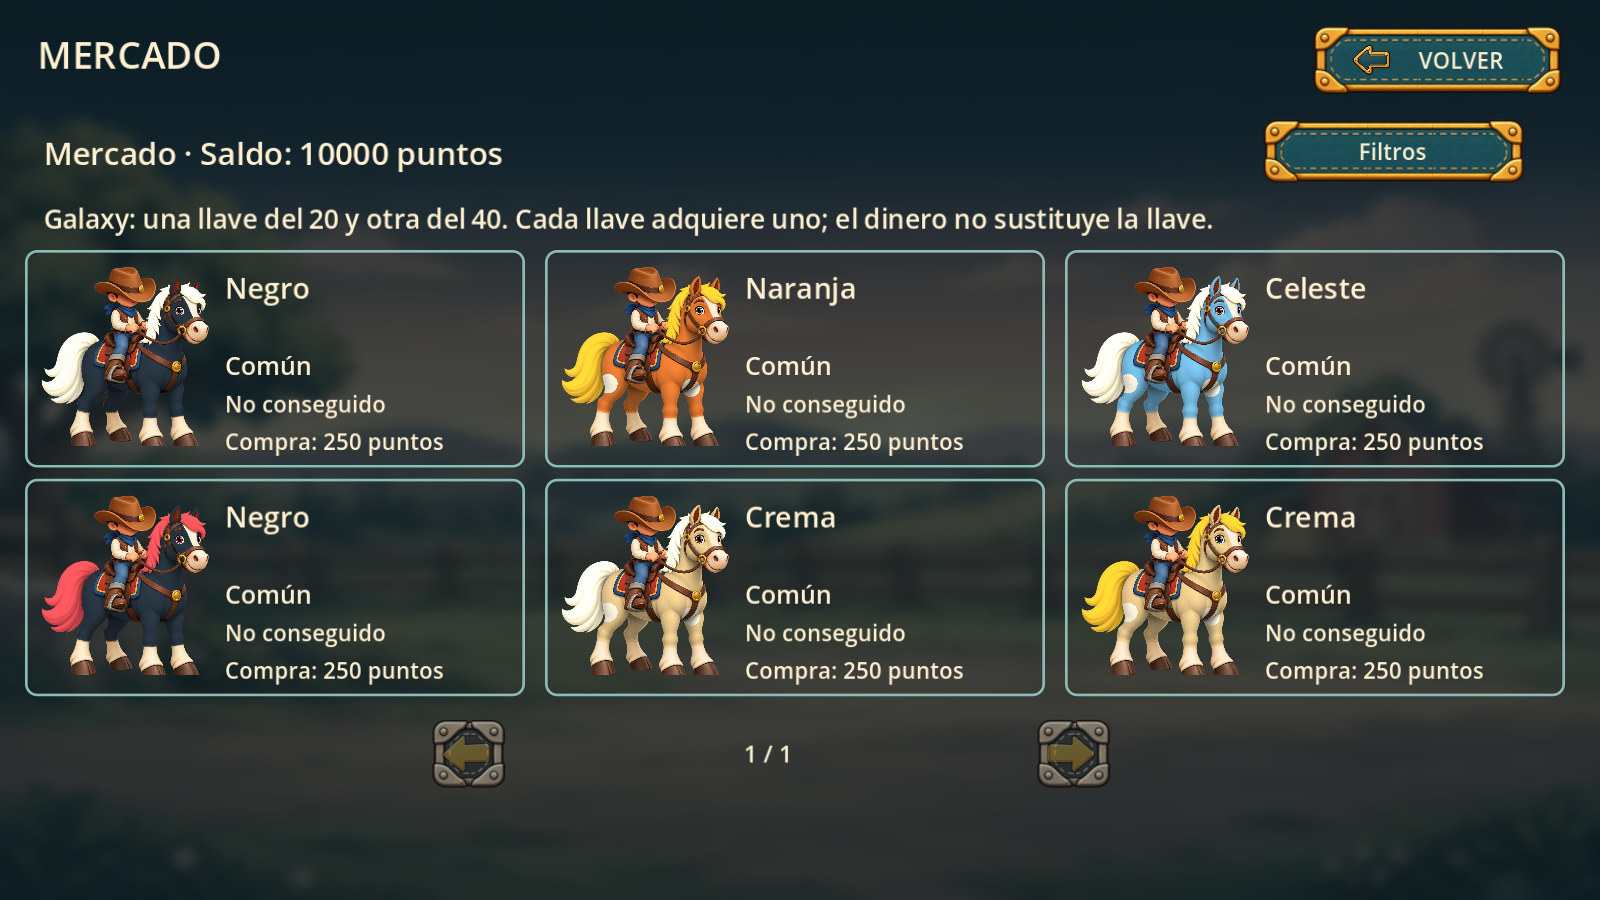 MERCADO
VOLVER
Mercado · Saldo: 10000 puntos
Filtros
Galaxy: una llave del 20 y otra del 40. Cada llave adquiere uno; el dinero no sustituye la llave.
Negro
Común
No conseguido
Compra: 250 puntos
Naranja
Común
No conseguido
Compra: 250 puntos
Celeste
Común
No conseguido
Compra: 250 puntos
Negro
Común
No conseguido
Compra: 250 puntos
Crema
Común
No conseguido
Compra: 250 puntos
Crema
Común
No conseguido
Compra: 250 puntos
1 / 1